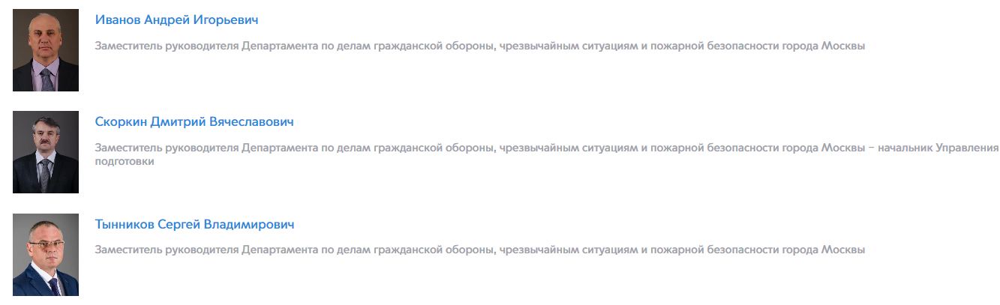 Иванов Андрей Игорьевич
Заместитель руководителя Департамента по делам гражданской обороны, чрезвычайным ситуациям и пожарной безопасности города Москвы
Скоркин Дмитрий Вячеславович
Заместитель руководителя Департамента по делам гражданской обороны, чрезвычайным ситуациям и пожарной безопасности города Москвы – начальник Управления
подготовки
Тынников Сергей Владимирович
Заместитель руководителя Департамента по делам гражданской обороны, чрезвычайным ситуациям и пожарной безопасности города Москвы